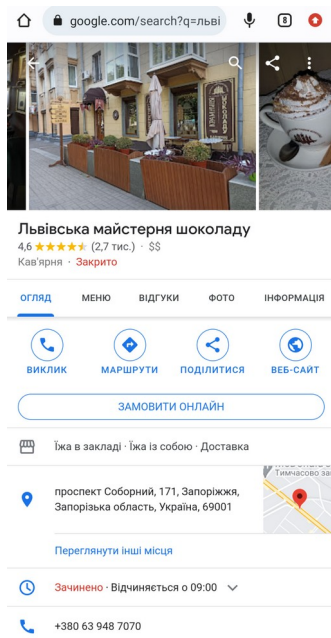 google.com/search?q=льві
8
Львівська майстерня шоколаду
4,6 (2,7 тис.) · $$
Кав'ярня · Закрито
ОГЛЯД МЕНЮ ВІДГУКИ ФОТО ІНФОРМАЦІЯ
ВИКЛИК МАРШРУТИ ПОДІЛИТИСЯ ВЕБ-САЙТ
ЗАМОВИТИ ОНЛАЙН
Їжа в закладі · Їжа із собою · Доставка
Тимчасово за
проспект Соборний, 171, Запоріжжя,
Запорізька область, Україна, 69001
Переглянути інші місця
Зачинено · Відчиняється о 09:00
+380 63 948 7070